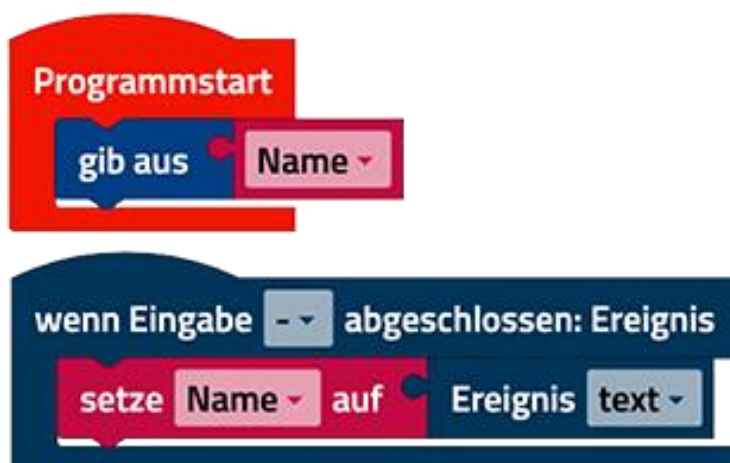 Programmstart
gib aus Name
wenn Eingabe - abgeschlossen: Ereignis
setze Name auf Ereignis text